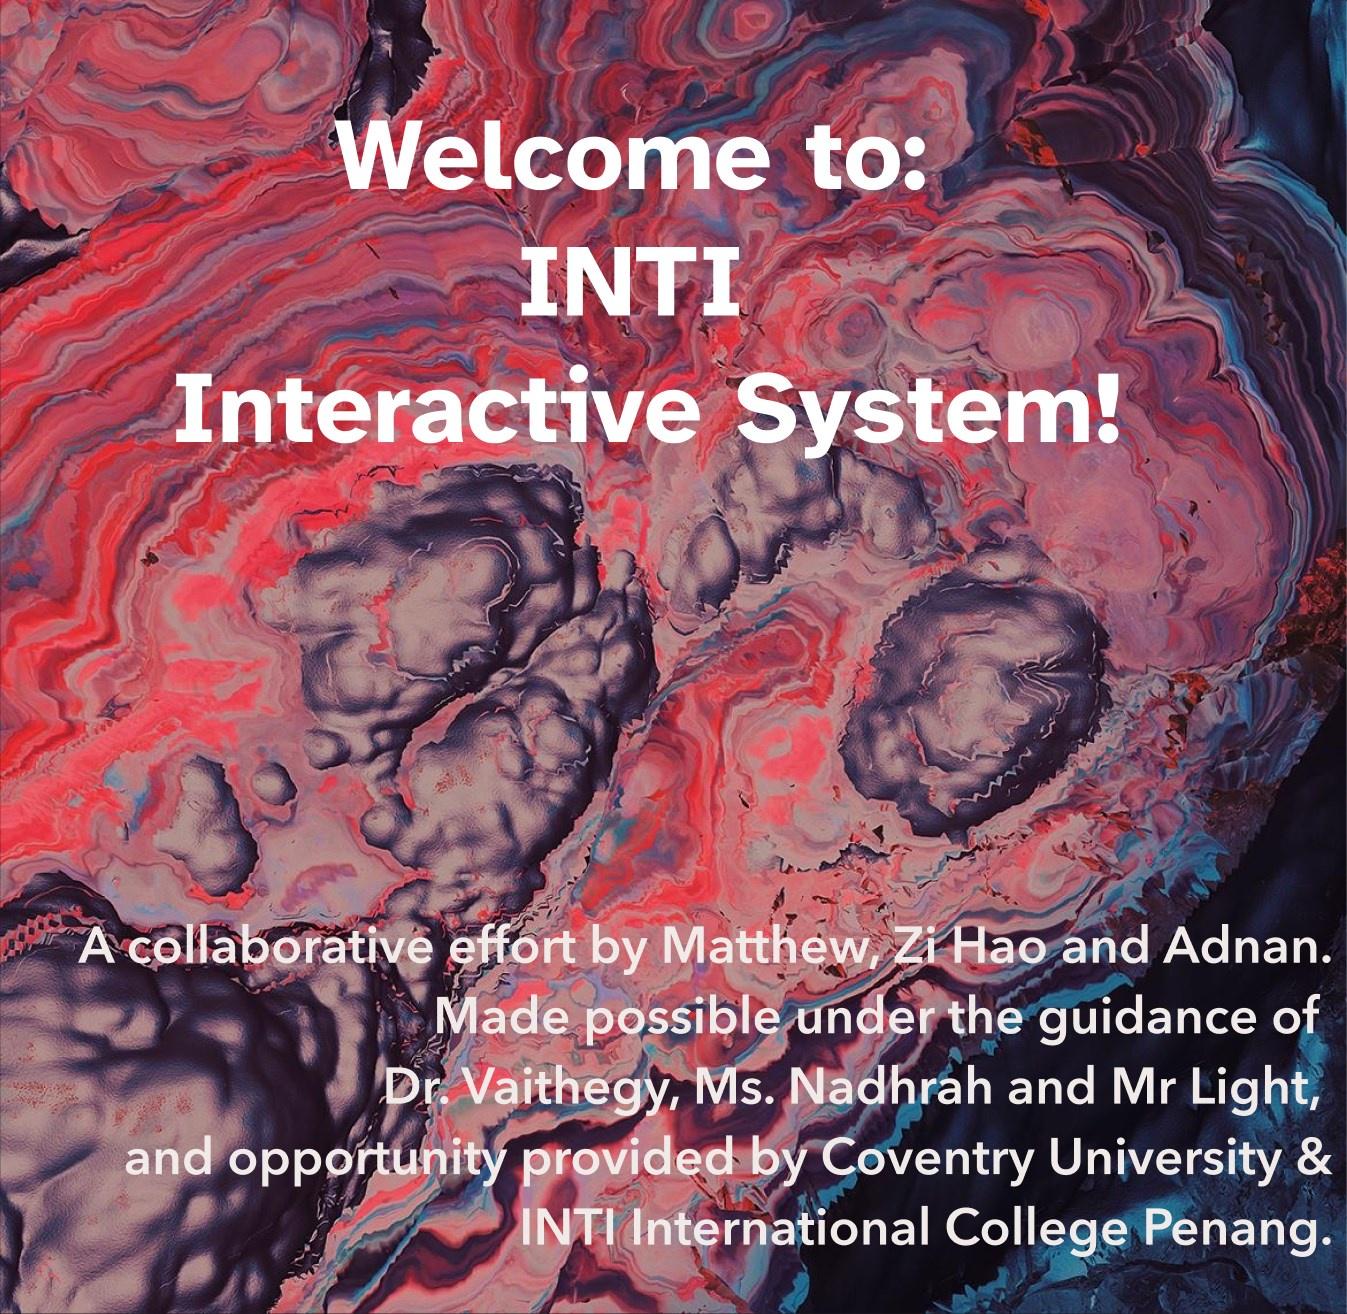 Welcome to:
INTI
Interactive System!
A collaborative effort by Matthew, Zi Hao and Adnan.
Made possible under the guidance of
Dr. Vaithegy, Ms. Nadhrah and Mr Light,
and opportunity provided by Coventry University &
INTI International College Penang.